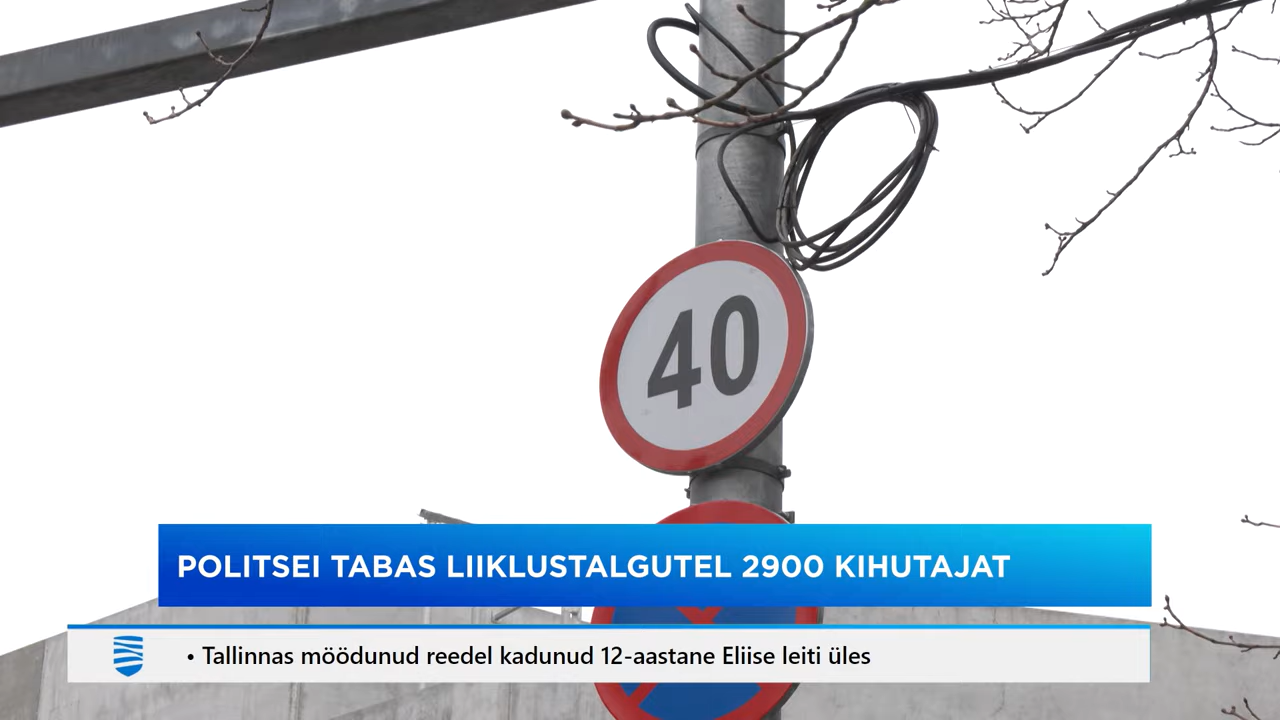 40
POLITSEI TABAS LIIKLUSTALGUTEL 2900 KIHUTAJAT
• Tallinnas möödunud reedel kadunud 12-aastane Eliise leiti üles